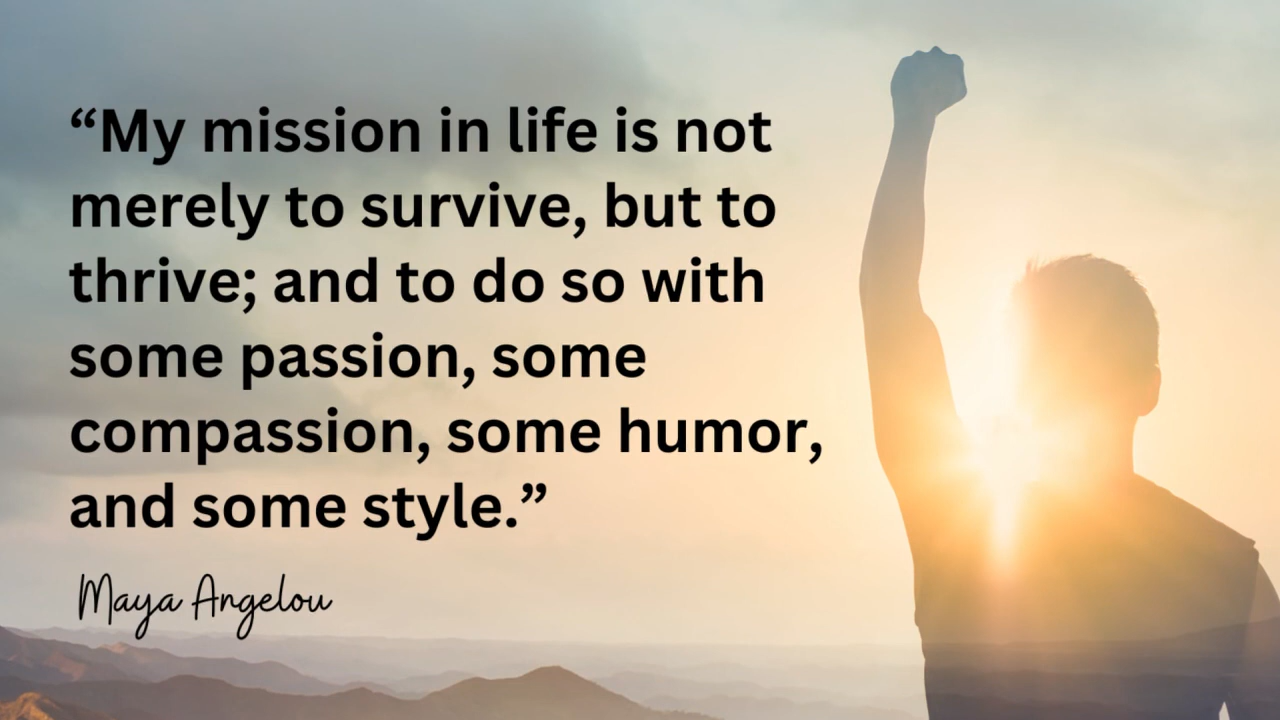 “My mission in life is not
merely to survive, but to
thrive; and to do so with
some passion, some
compassion, some humor,
and some style.”
Maya Angelou